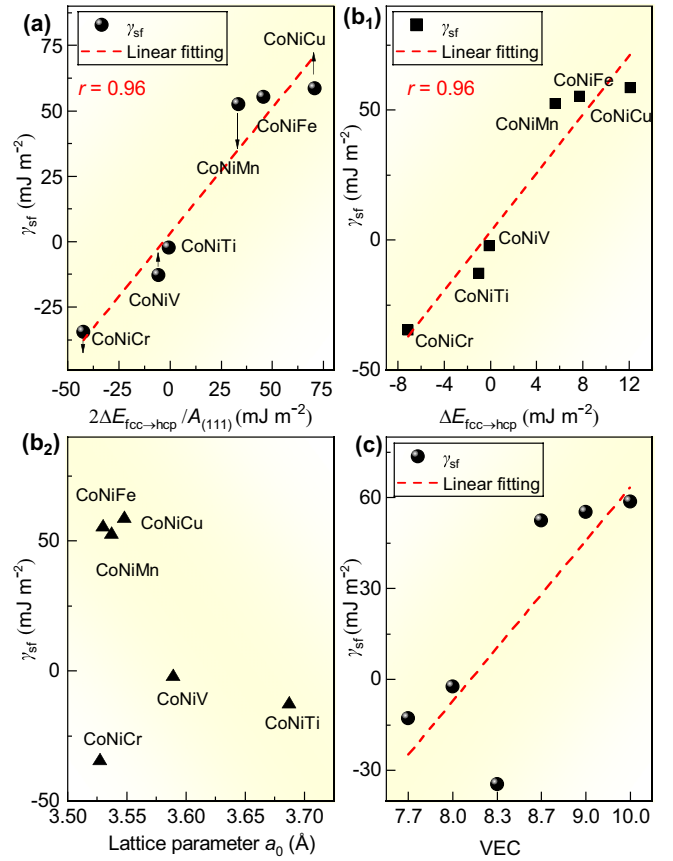 (a)
γsf
Linear fitting
r = 0.96
CoNiCu
CoNiFe
CoNiMn
CoNiTi
CoNiV
CoNiCr
75
50
25
0
-25
-50 -25 0 25 50 75
γsf (mJ m⁻²)
2ΔEfcc→hcp /A(111) (mJ m⁻²)
(b₁)
γsf
Linear fitting
r = 0.96
CoNiFe
CoNiMn
CoNiCu
CoNiV
CoNiTi
CoNiCr
50
0
-50
-8 -4 0 4 8 12
γsf (mJ m⁻²)
ΔEfcc→hcp (mJ m⁻²)
(b₂)
CoNiFe
CoNiCu
CoNiMn
CoNiV
CoNiTi
CoNiCr
50
0
-50
3.50 3.55 3.60 3.65 3.70
γsf (mJ m⁻²)
Lattice parameter a₀ (Å)
(c)
γsf
Linear fitting
60
30
0
-30
7.7 8.0 8.3 8.7 9.0 10.0
γsf (mJ m⁻²)
VEC